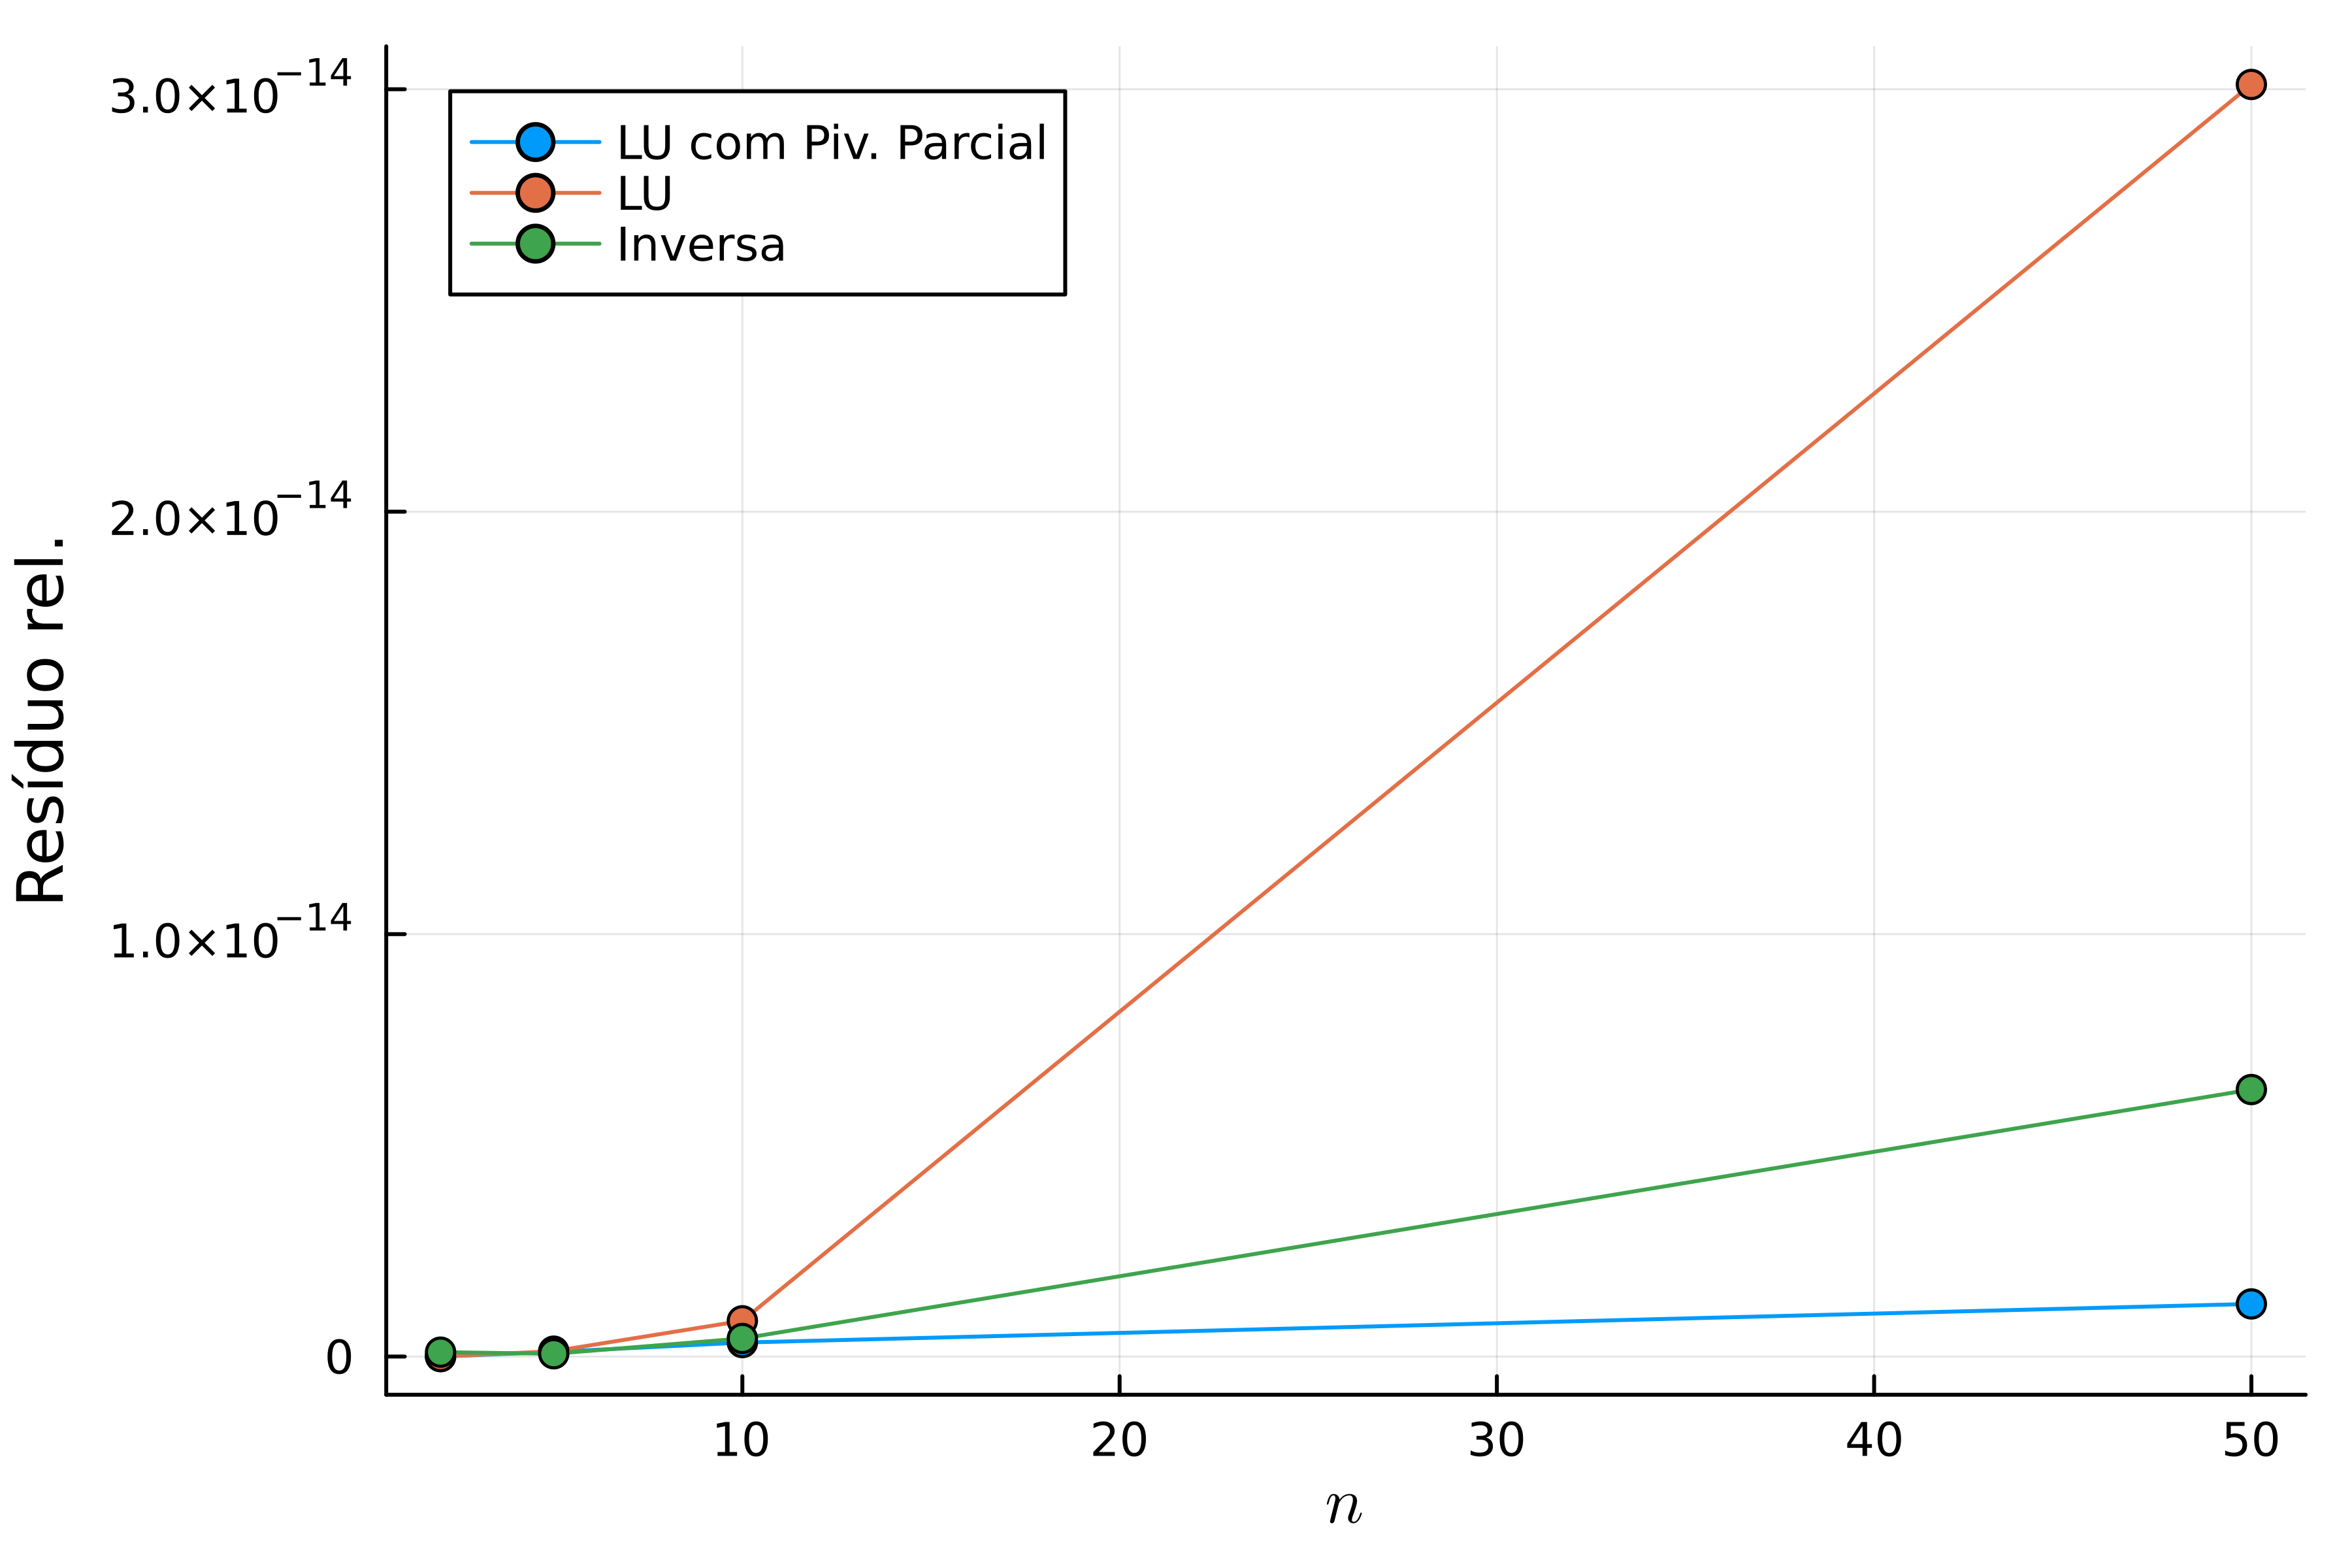 3.0×10−14
LU com Piv. Parcial
LU
Inversa
2.0×10−14
Resíduo rel.
1.0×10−14
0
10 20 30 40 50
n